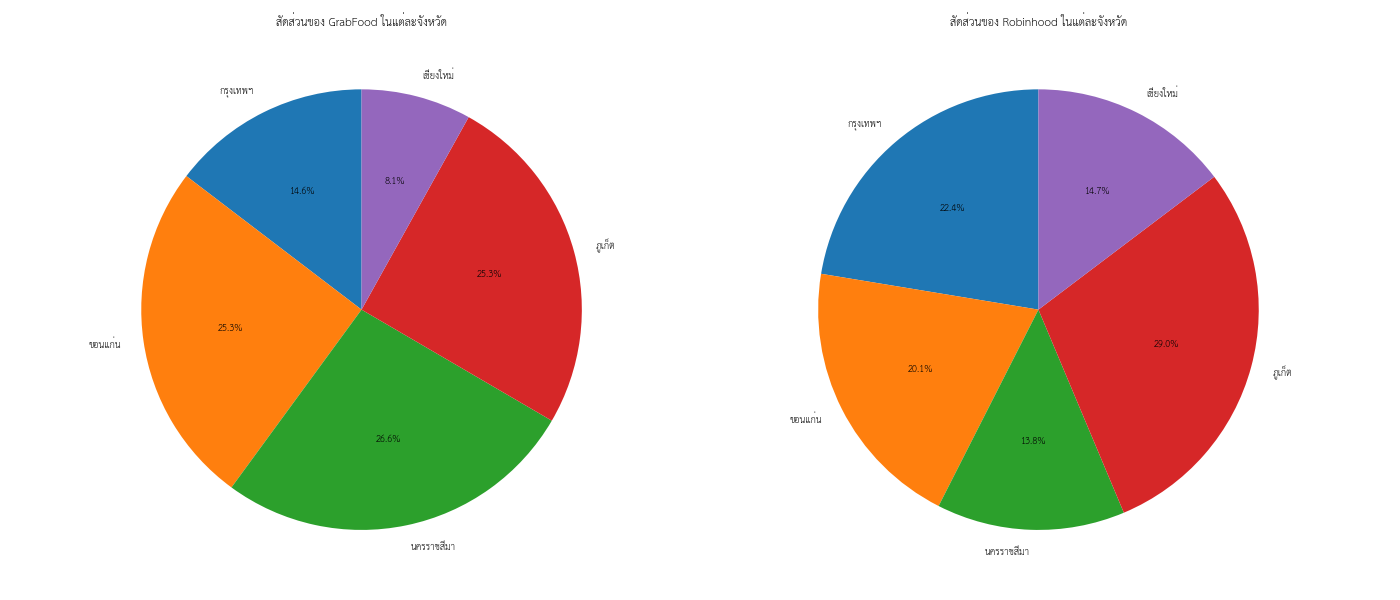 สัดส่วนของ GrabFood ในแต่ละจังหวัด
เชียงใหม่
กรุงเทพฯ
14.6%
8.1%
ภูเก็ต
25.3%
25.3%
ขอนแก่น
26.6%
นครราชสีมา
สัดส่วนของ Robinhood ในแต่ละจังหวัด
เชียงใหม่
กรุงเทพฯ
14.7%
22.4%
29.0%
20.1%
ภูเก็ต
ขอนแก่น
13.8%
นครราชสีมา